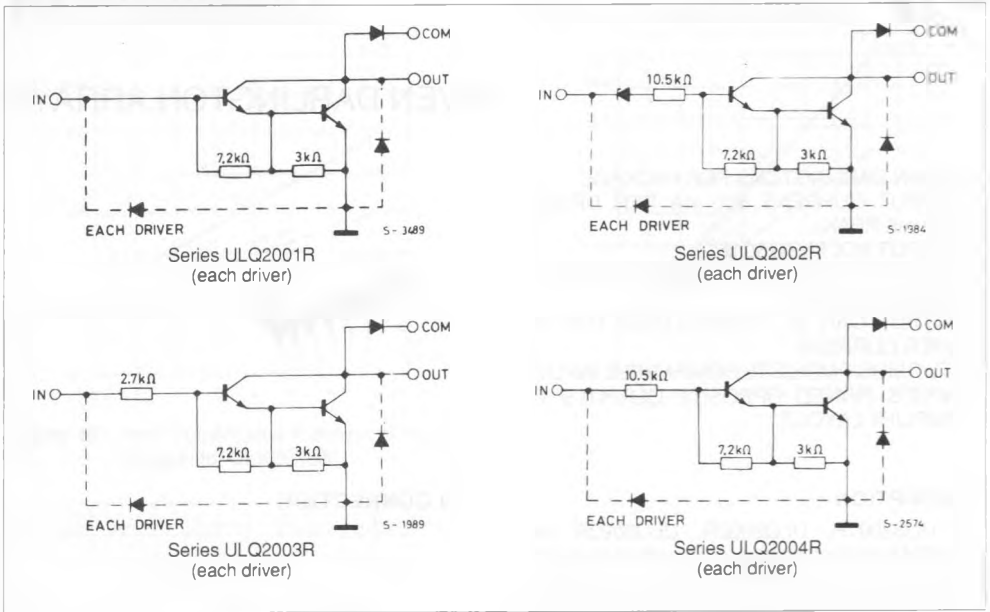 COM
OUT
IN
7.2kΩ
3kΩ
EACH DRIVER
S-3489
Series ULQ2001R
(each driver)
COM
OUT
10.5kΩ
IN
7.2kΩ
3kΩ
EACH DRIVER
S-1984
Series ULQ2002R
(each driver)
COM
OUT
2.7kΩ
IN
7.2kΩ
3kΩ
EACH DRIVER
S-1989
Series ULQ2003R
(each driver)
COM
OUT
10.5kΩ
IN
7.2kΩ
3kΩ
EACH DRIVER
S-2574
Series ULQ2004R
(each driver)